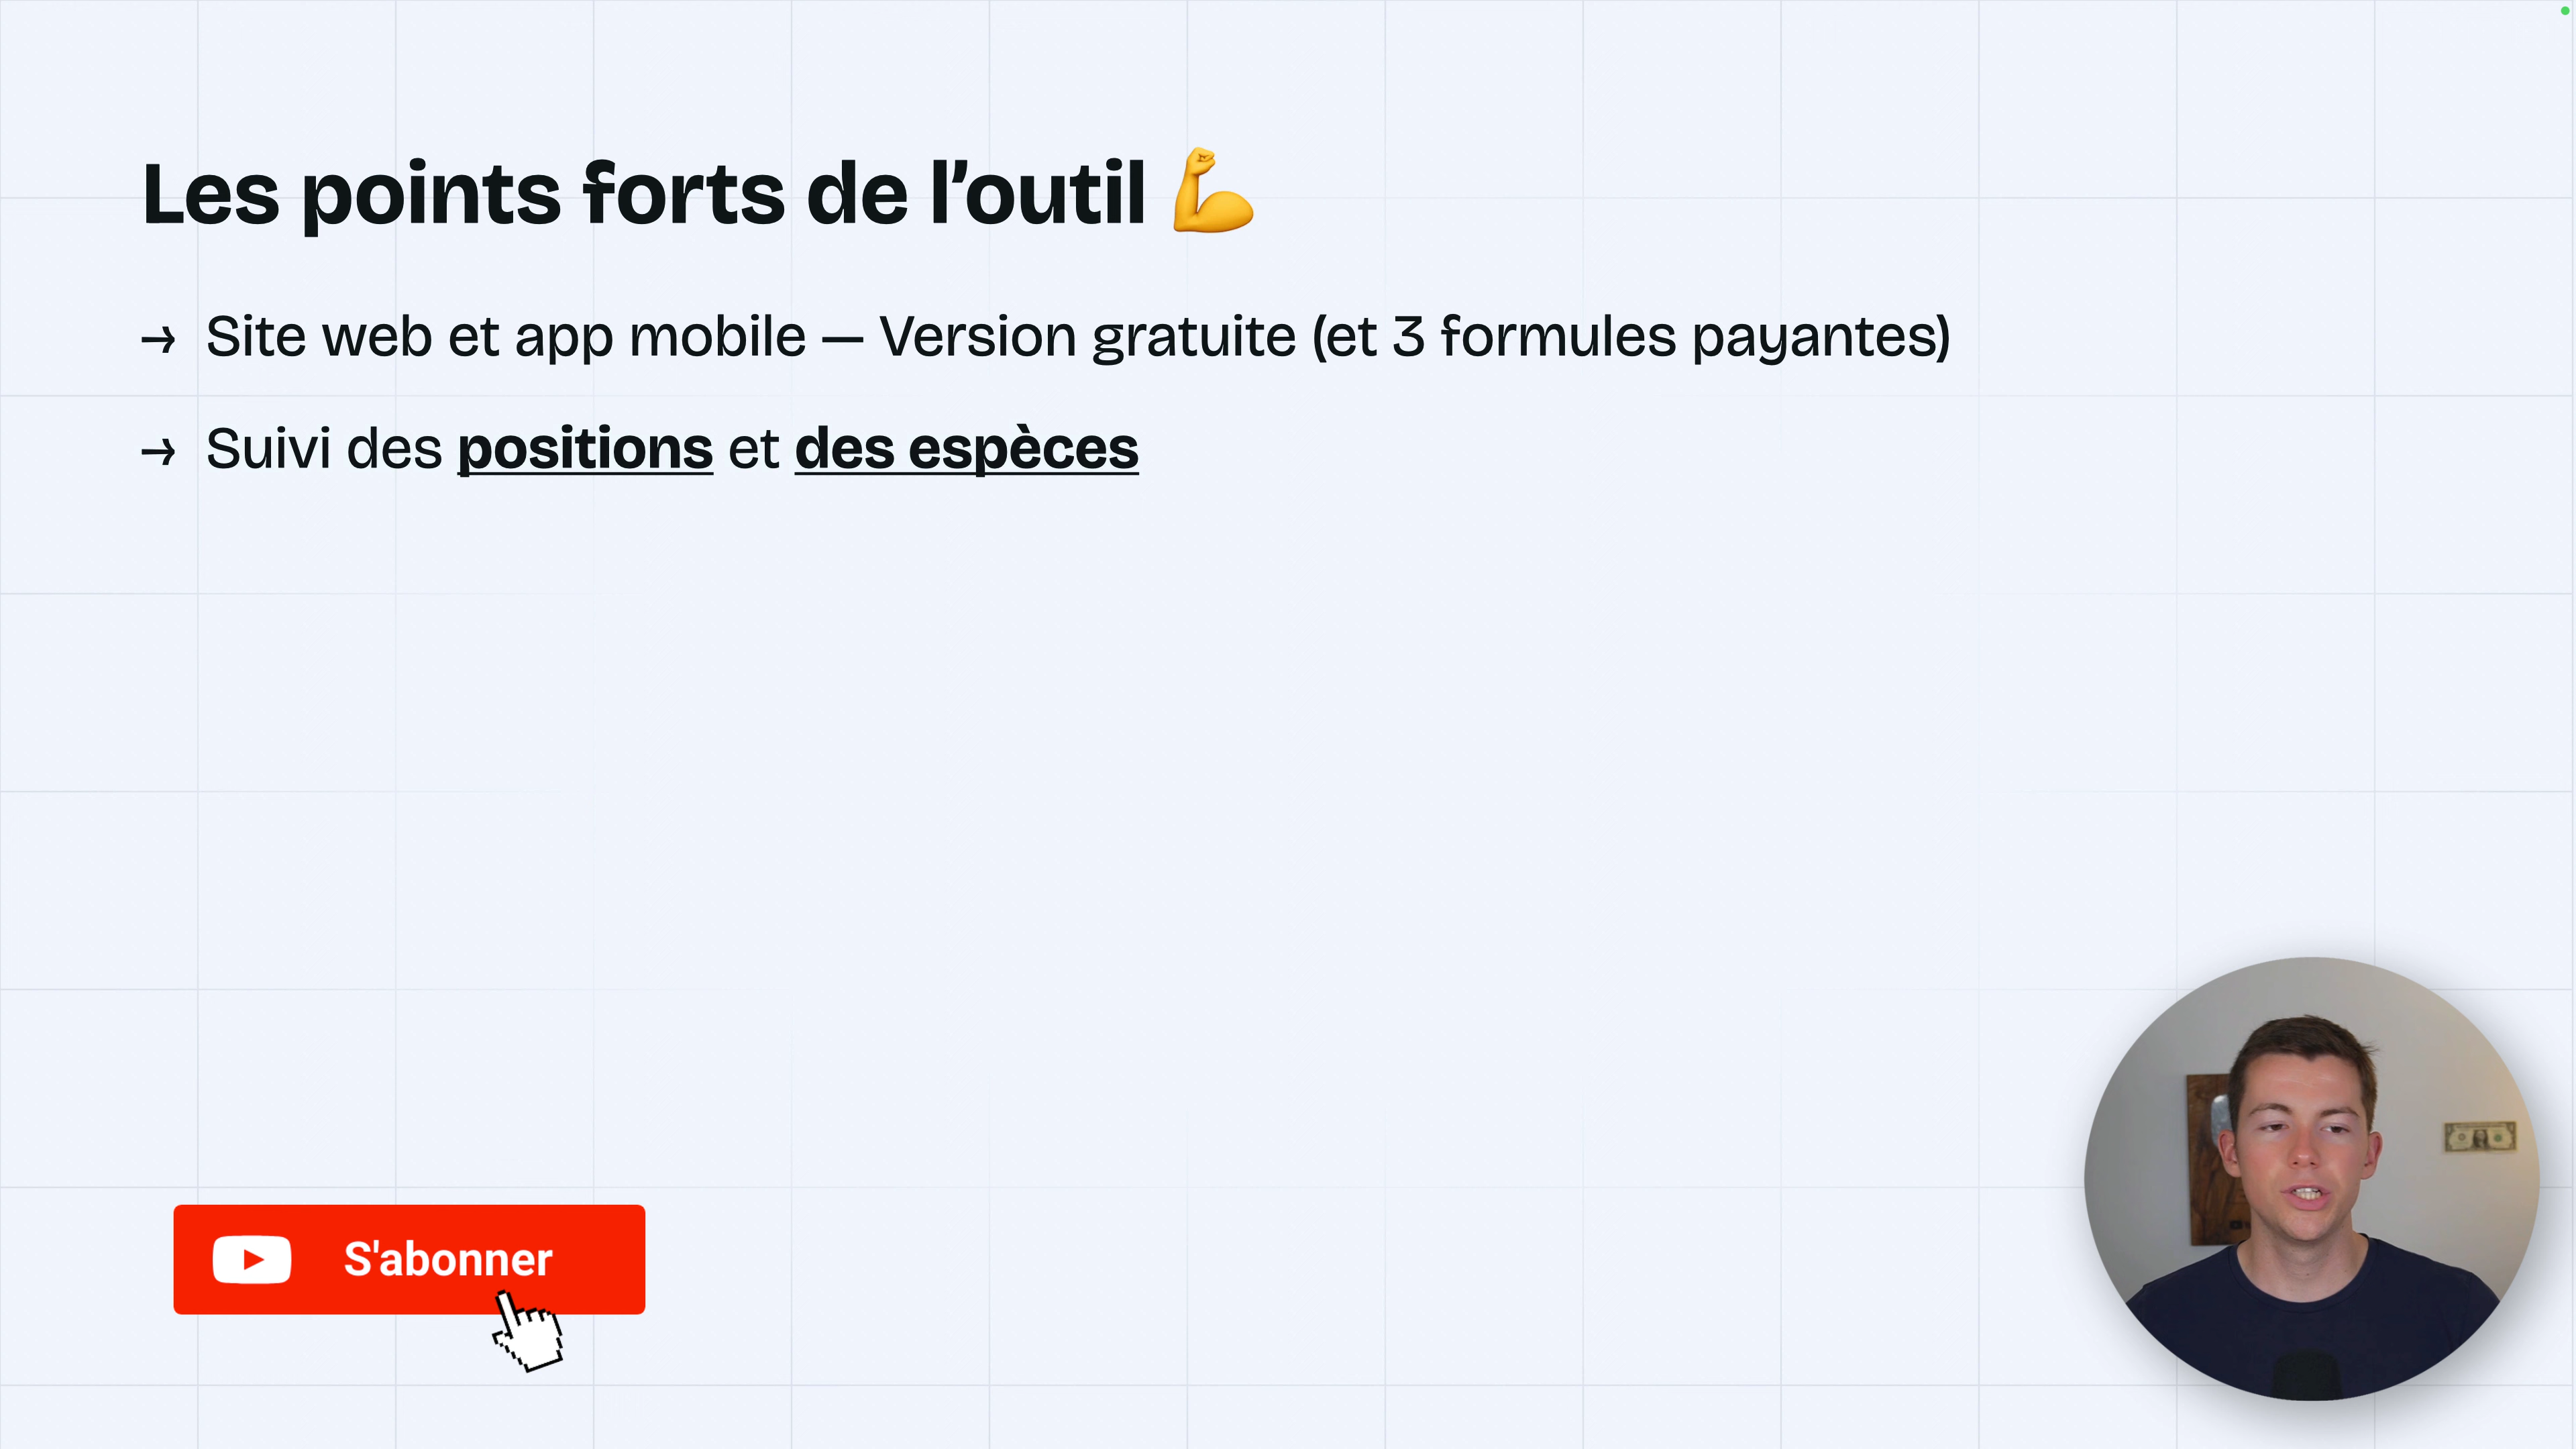 Les points forts de l’outil 💪
→ Site web et app mobile — Version gratuite (et 3 formules payantes)
→ Suivi des positions et des espèces
S'abonner